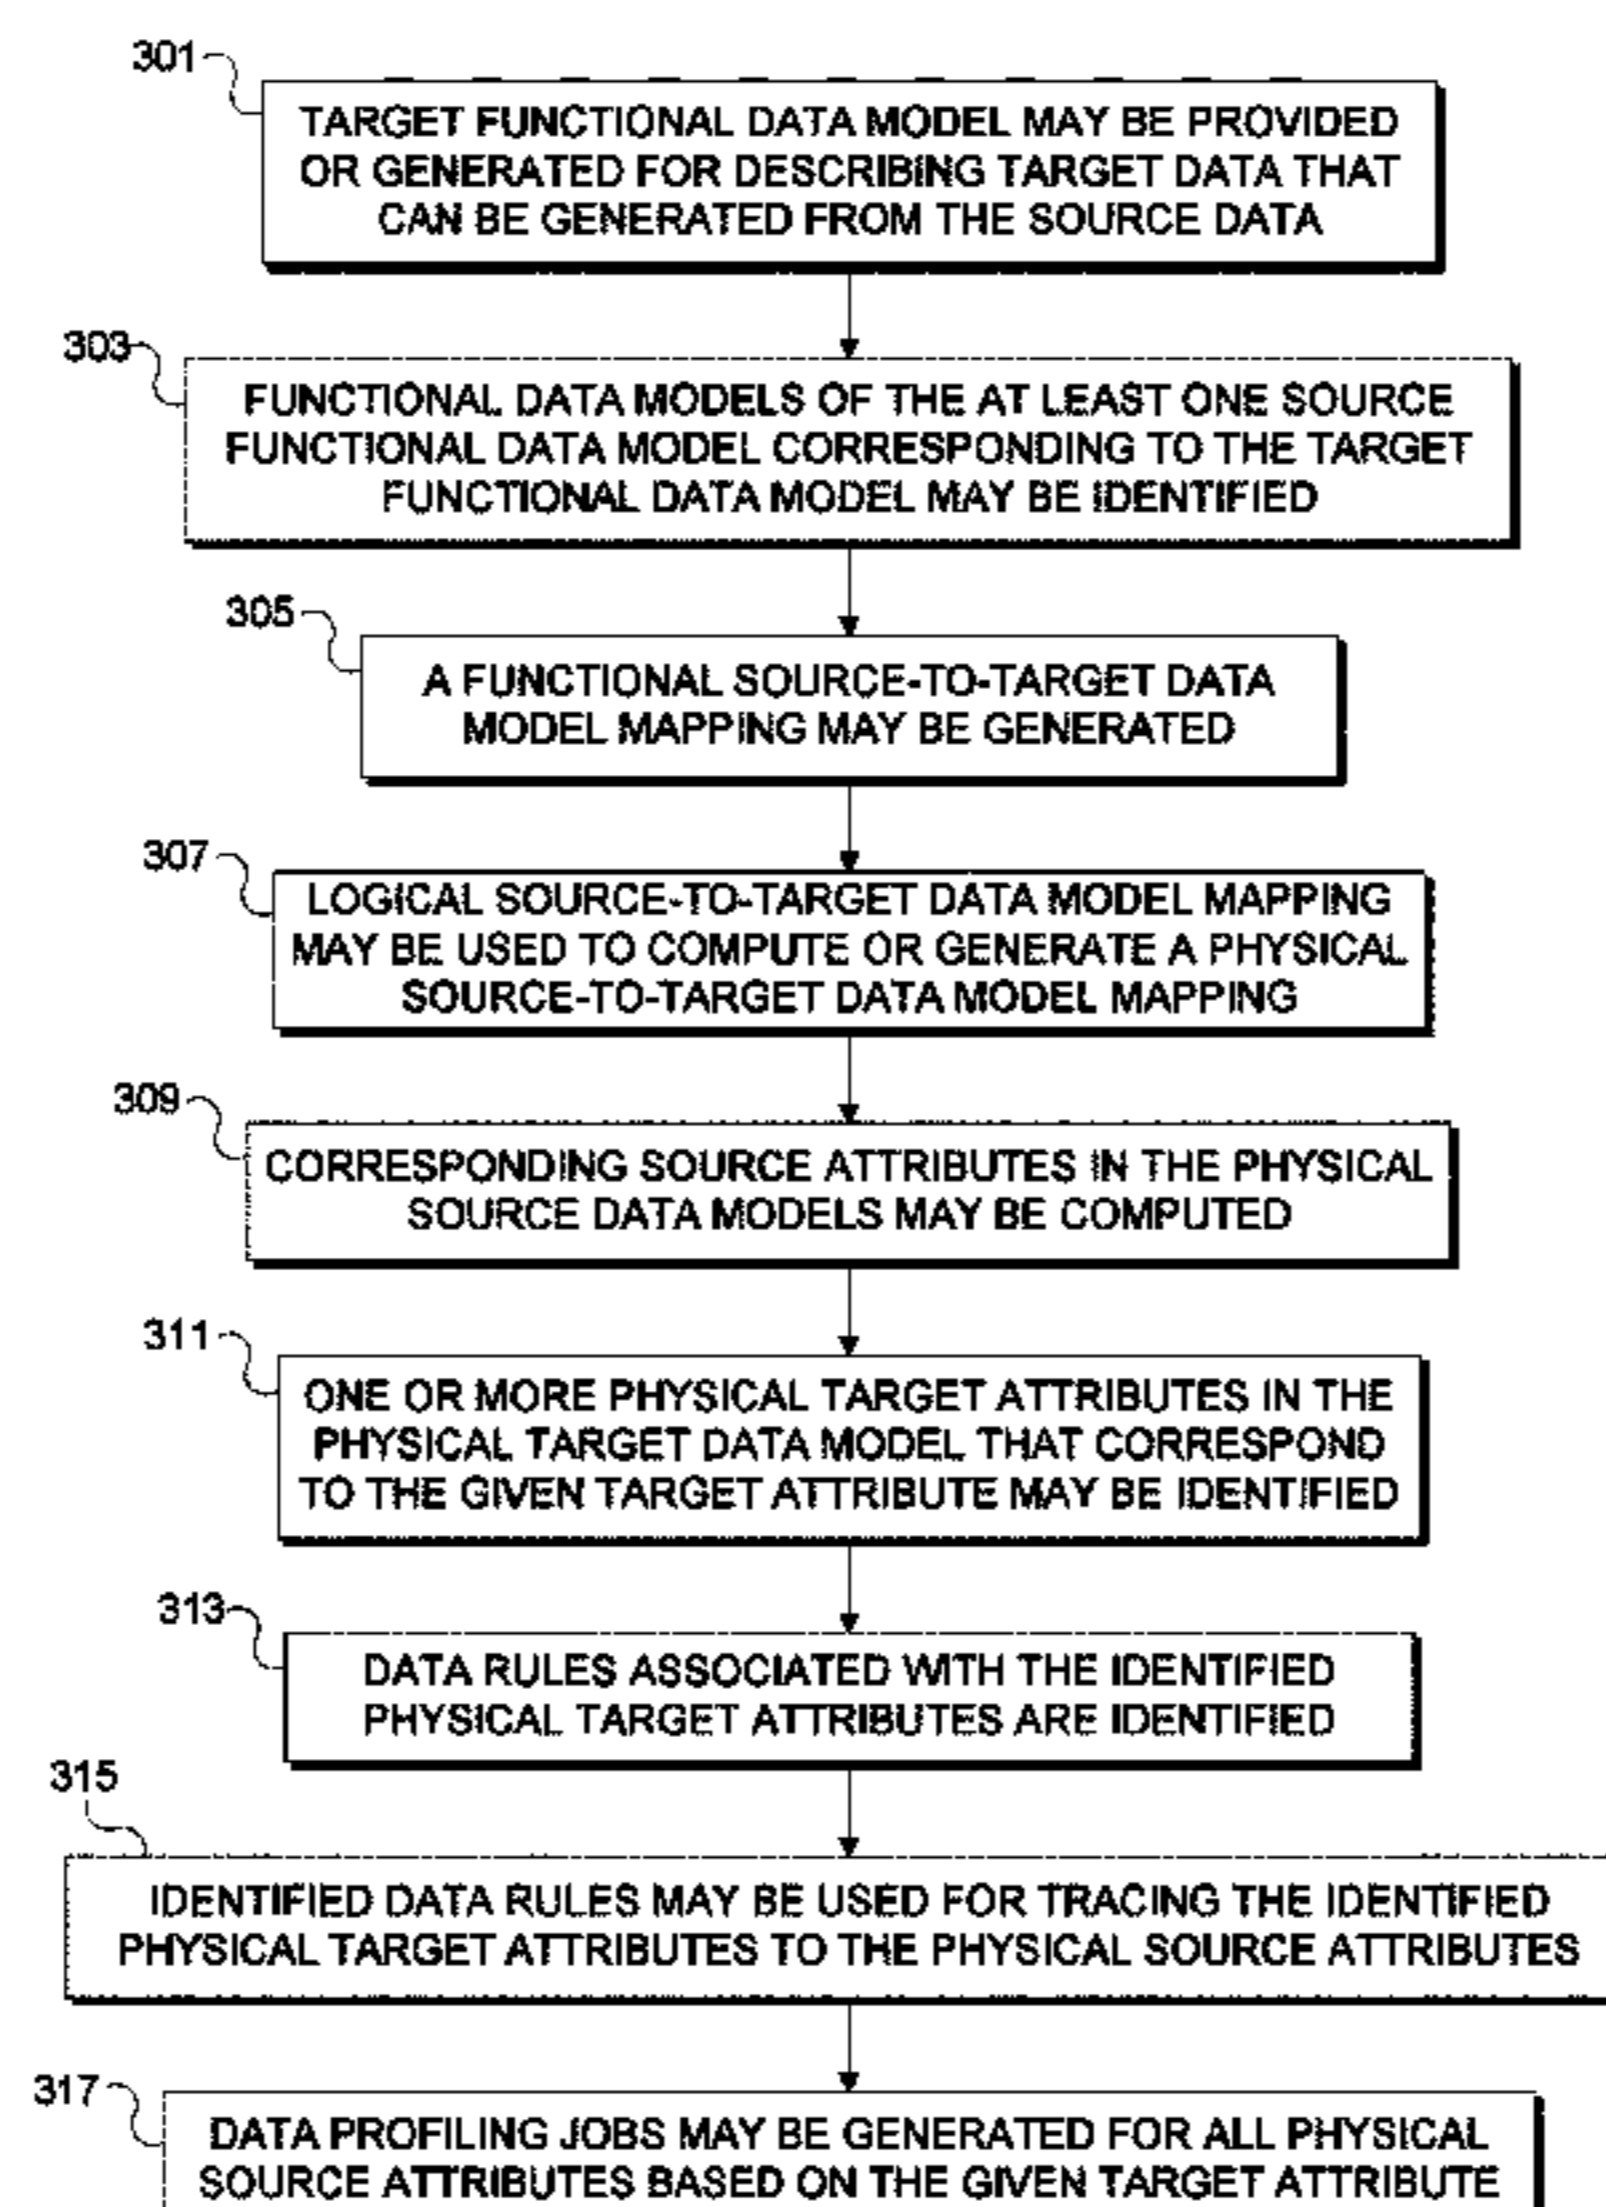 301
TARGET FUNCTIONAL DATA MODEL MAY BE PROVIDED
OR GENERATED FOR DESCRIBING TARGET DATA THAT
CAN BE GENERATED FROM THE SOURCE DATA
303
FUNCTIONAL DATA MODELS OF THE AT LEAST ONE SOURCE
FUNCTIONAL DATA MODEL CORRESPONDING TO THE TARGET
FUNCTIONAL DATA MODEL MAY BE IDENTIFIED
305
A FUNCTIONAL SOURCE-TO-TARGET DATA
MODEL MAPPING MAY BE GENERATED
307
LOGICAL SOURCE-TO-TARGET DATA MODEL MAPPING
MAY BE USED TO COMPUTE OR GENERATE A PHYSICAL
SOURCE-TO-TARGET DATA MODEL MAPPING
309
CORRESPONDING SOURCE ATTRIBUTES IN THE PHYSICAL
SOURCE DATA MODELS MAY BE COMPUTED
311
ONE OR MORE PHYSICAL TARGET ATTRIBUTES IN THE
PHYSICAL TARGET DATA MODEL THAT CORRESPOND
TO THE GIVEN TARGET ATTRIBUTE MAY BE IDENTIFIED
313
DATA RULES ASSOCIATED WITH THE IDENTIFIED
PHYSICAL TARGET ATTRIBUTES ARE IDENTIFIED
315
IDENTIFIED DATA RULES MAY BE USED FOR TRACING THE IDENTIFIED
PHYSICAL TARGET ATTRIBUTES TO THE PHYSICAL SOURCE ATTRIBUTES
317
DATA PROFILING JOBS MAY BE GENERATED FOR ALL PHYSICAL
SOURCE ATTRIBUTES BASED ON THE GIVEN TARGET ATTRIBUTE